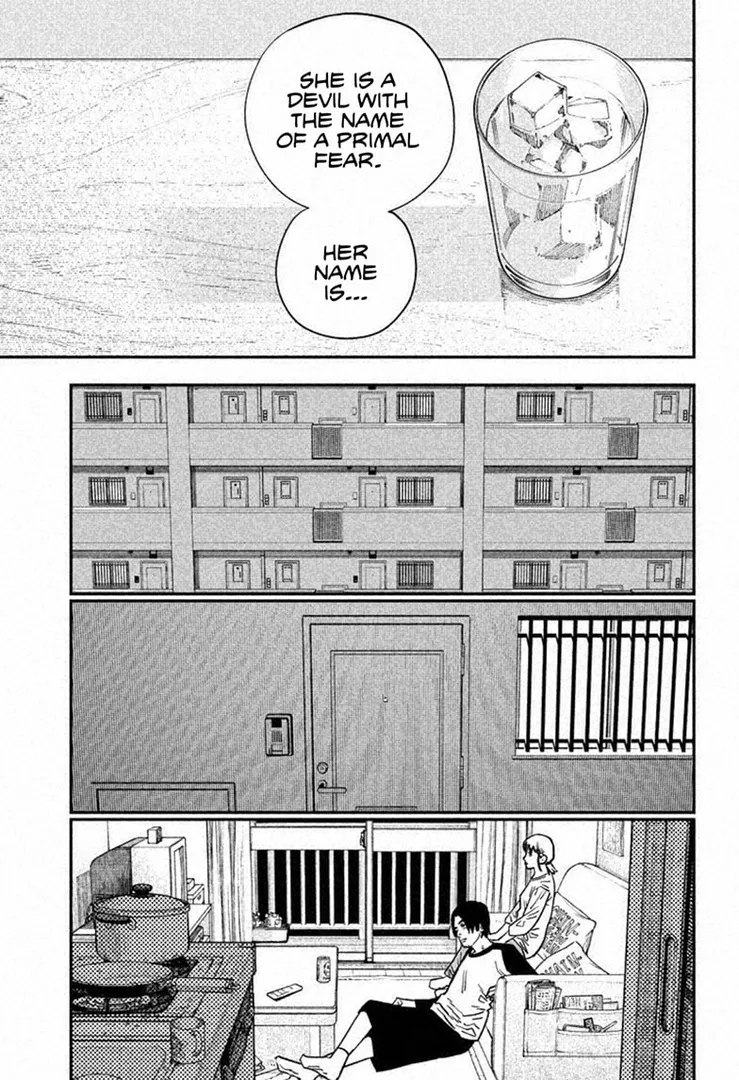 SHE IS A
DEVIL WITH
THE NAME
OF A PRIMAL
FEAR.
HER
NAME
IS...